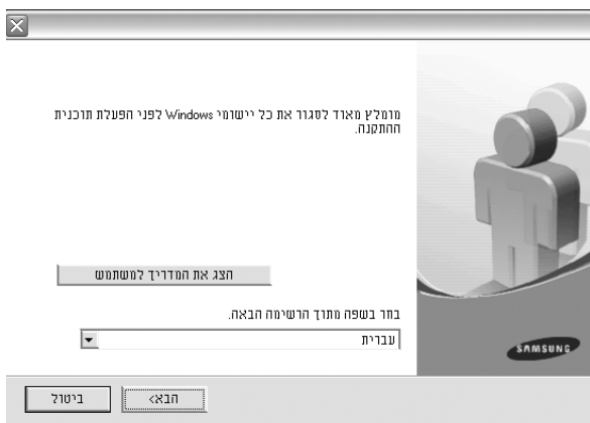 מומלץ מאוד לסגור את כל יישומי Windows לפני הפעלת תוכנית
ההתקנה.
הצג את המדריך למשתמש
בחר בשפה מתוך הרשימה הבאה.
עברית
SAMSUNG
הבא>
ביטול